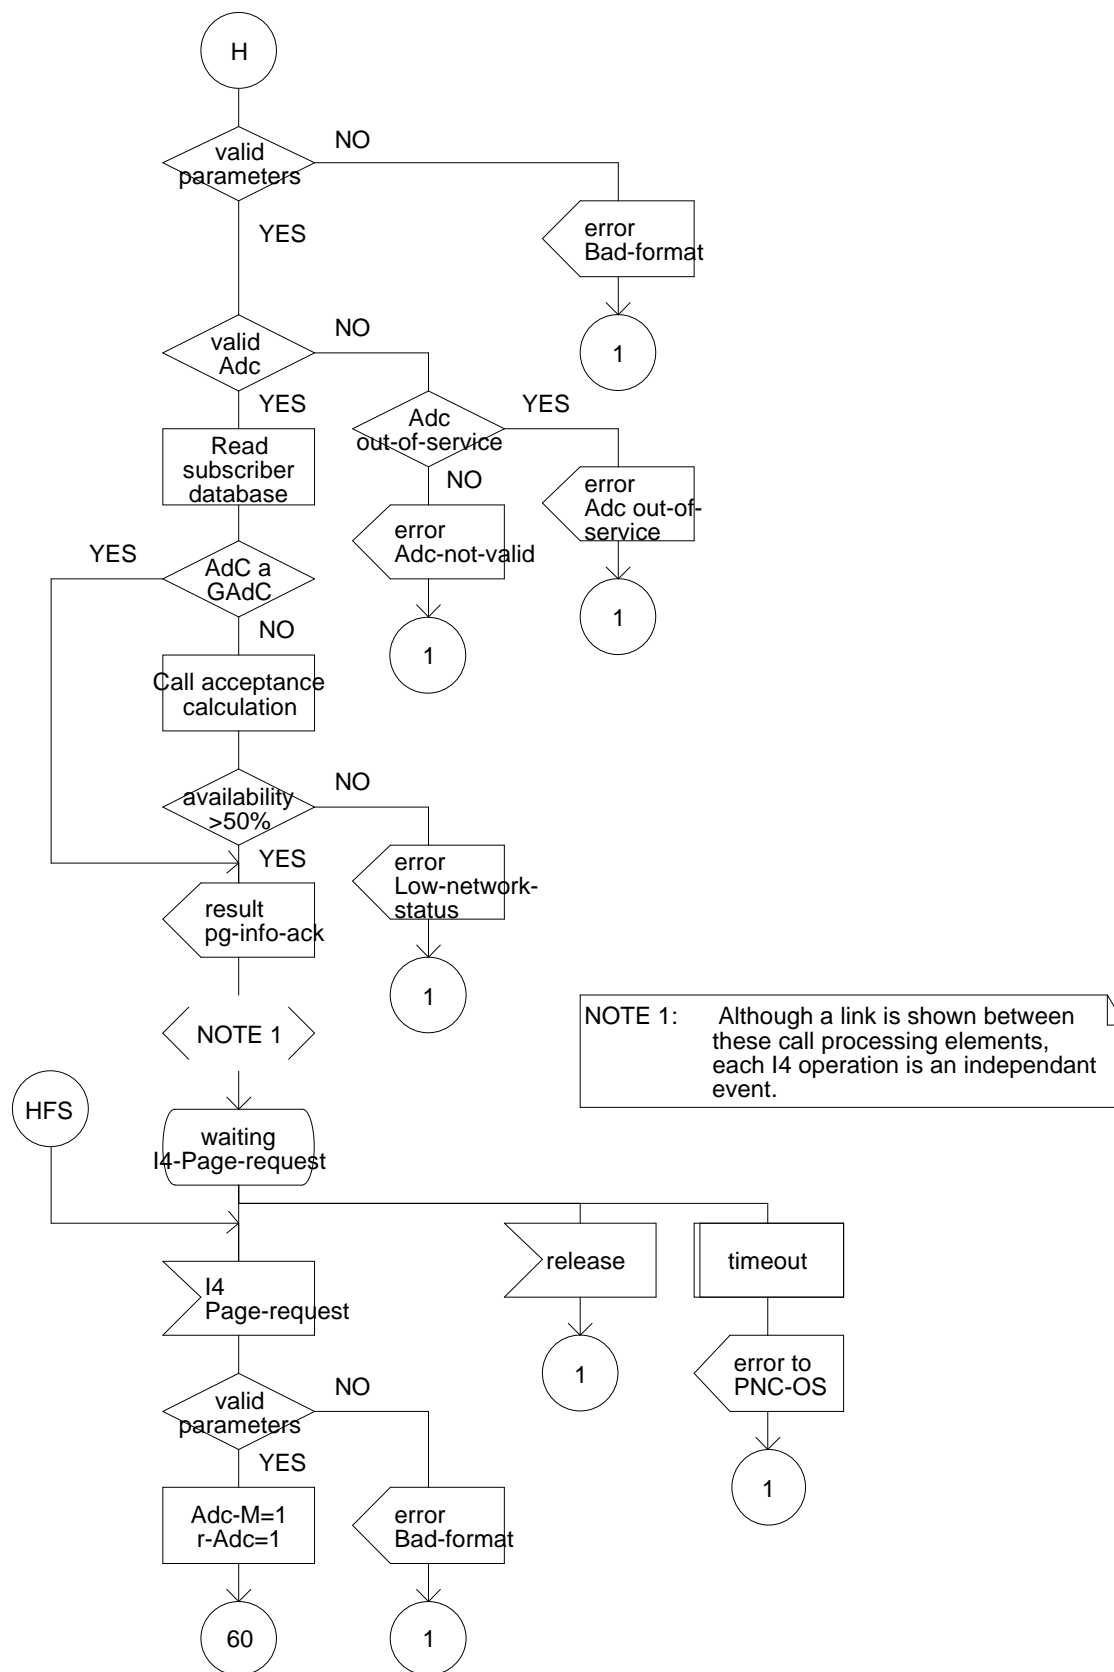 H
valid
parameters
NO
YES
error
Bad-format
1
valid
Adc
NO
YES
Adc
out-of-service
YES
NO
Read
subscriber
database
error
Adc out-of-
service
1
error
Adc-not-valid
1
YES
AdC a
GAdC
NO
Call acceptance
calculation
availability
>50%
NO
YES
error
Low-network-
status
1
result
pg-info-ack
NOTE 1
NOTE 1: Although a link is shown between
these call processing elements,
each I4 operation is an independant
event.
HFS
waiting
I4-Page-request
I4
Page-request
release
1
timeout
error to
PNC-OS
1
valid
parameters
NO
YES
Adc-M=1
r-Adc=1
60
error
Bad-format
1